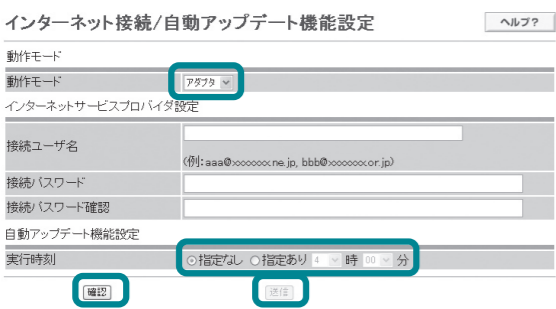 インターネット接続/自動アップデート機能設定 ヘルプ?
動作モード
動作モード アダプタ
インターネットサービスプロバイダ設定
接続ユーザ名
(例:aaa@xxxxxxx.ne.jp, bbb@xxxxxxx.or.jp)
接続パスワード
接続パスワード確認
自動アップデート機能設定
実行時刻 指定なし 指定あり 4 時 00 分
確認 送信